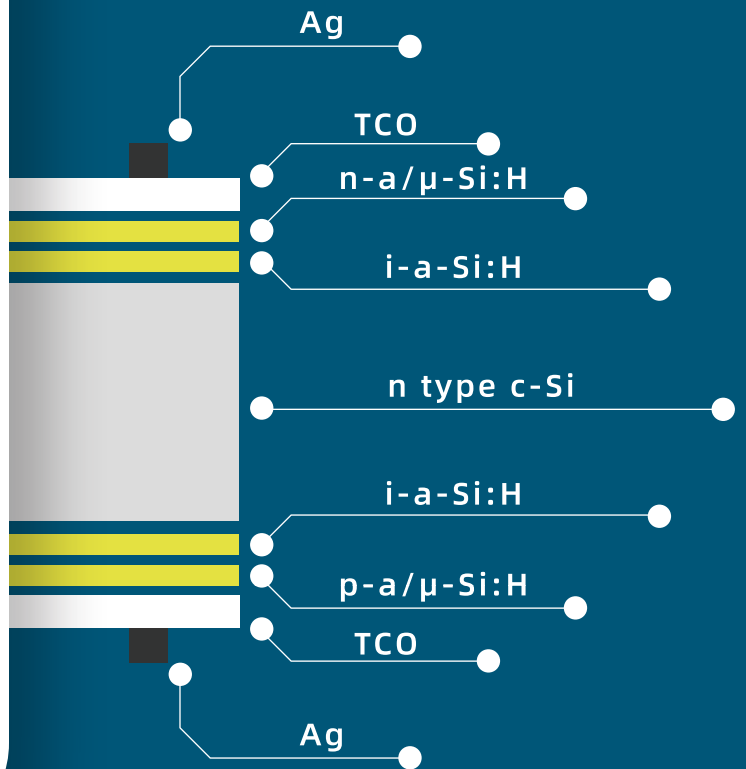 Ag
TCO
n-a/μ-Si:H
i-a-Si:H
n type c-Si
i-a-Si:H
p-a/μ-Si:H
TCO
Ag